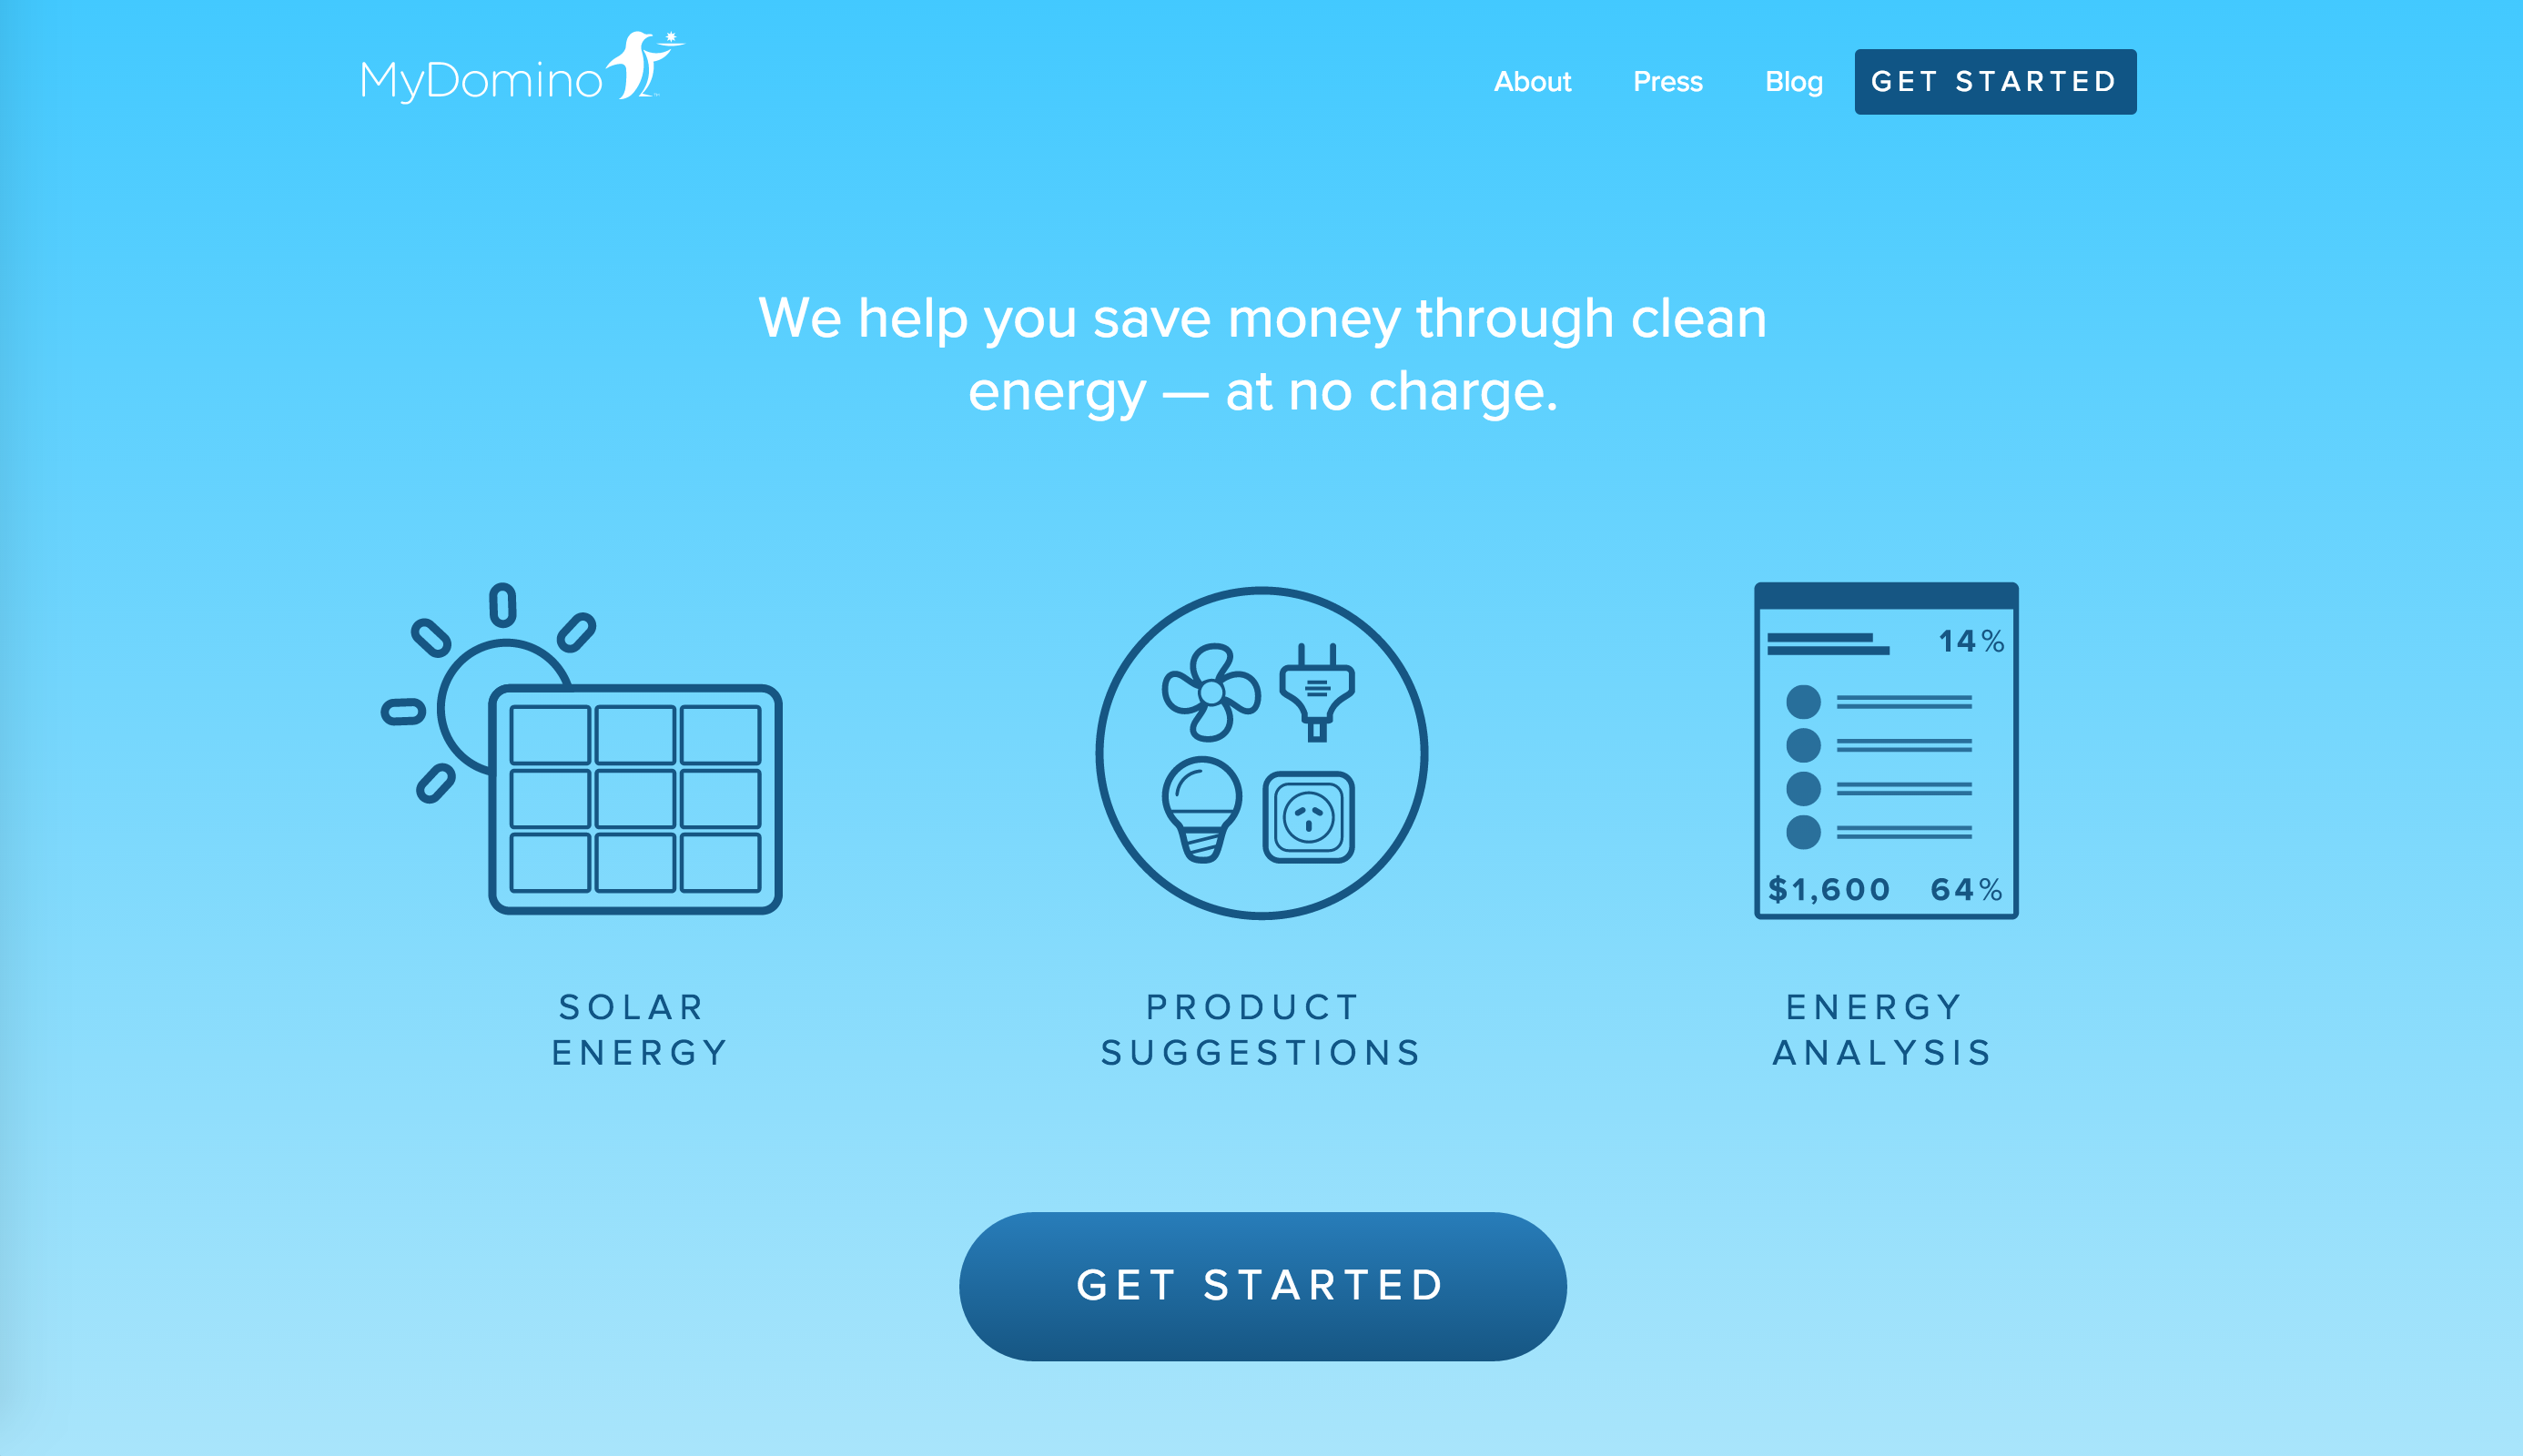 MyDomino
About Press Blog GET STARTED
We help you save money through clean
energy — at no charge.
14%
$1,600 64%
SOLAR
ENERGY
PRODUCT
SUGGESTIONS
ENERGY
ANALYSIS
GET STARTED